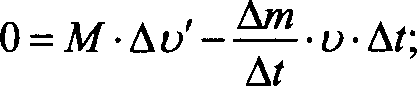 0 = M · Δυ′ − Δm/Δt · υ · Δt;